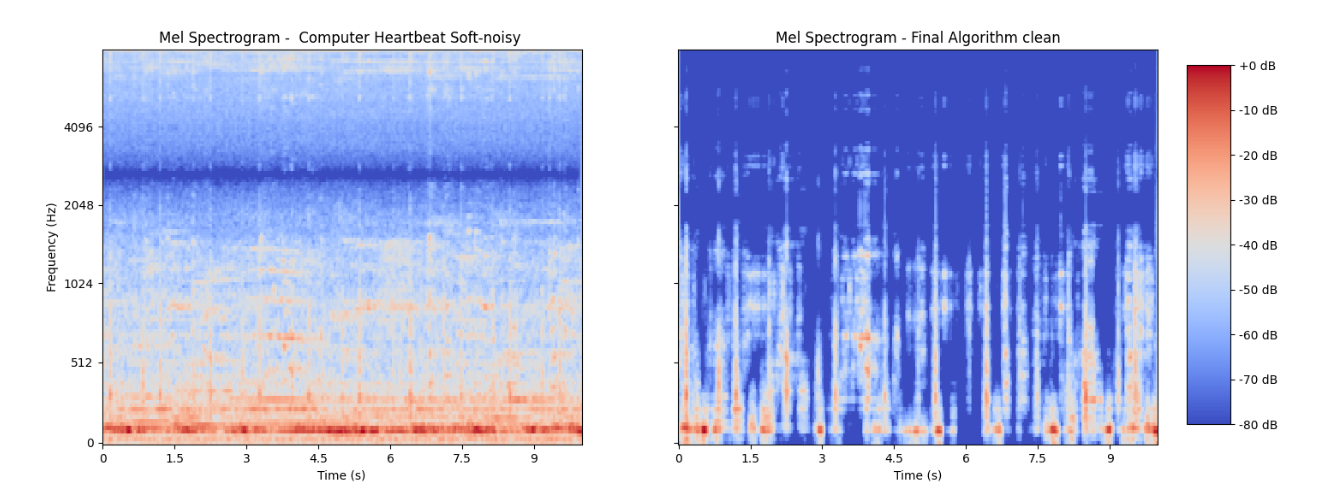 Mel Spectrogram -  Computer Heartbeat Soft-noisy
Frequency (Hz)
4096
2048
1024
512
0
0 1.5 3 4.5 6 7.5 9
Time (s)
Mel Spectrogram - Final Algorithm clean
0 1.5 3 4.5 6 7.5 9
Time (s)
+0 dB
-10 dB
-20 dB
-30 dB
-40 dB
-50 dB
-60 dB
-70 dB
-80 dB